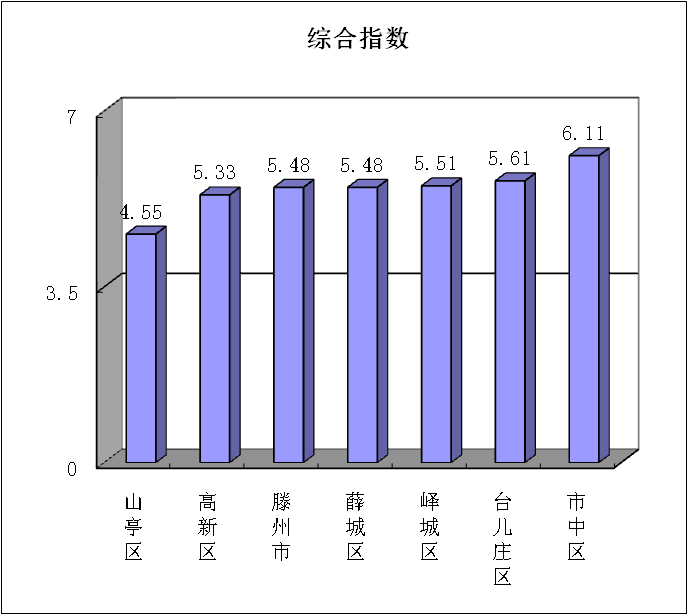 综合指数
7
3.5
0
4.55
5.33
5.48
5.48
5.51
5.61
6.11
山亭区
高新区
滕州市
薛城区
峄城区
台儿庄区
市中区